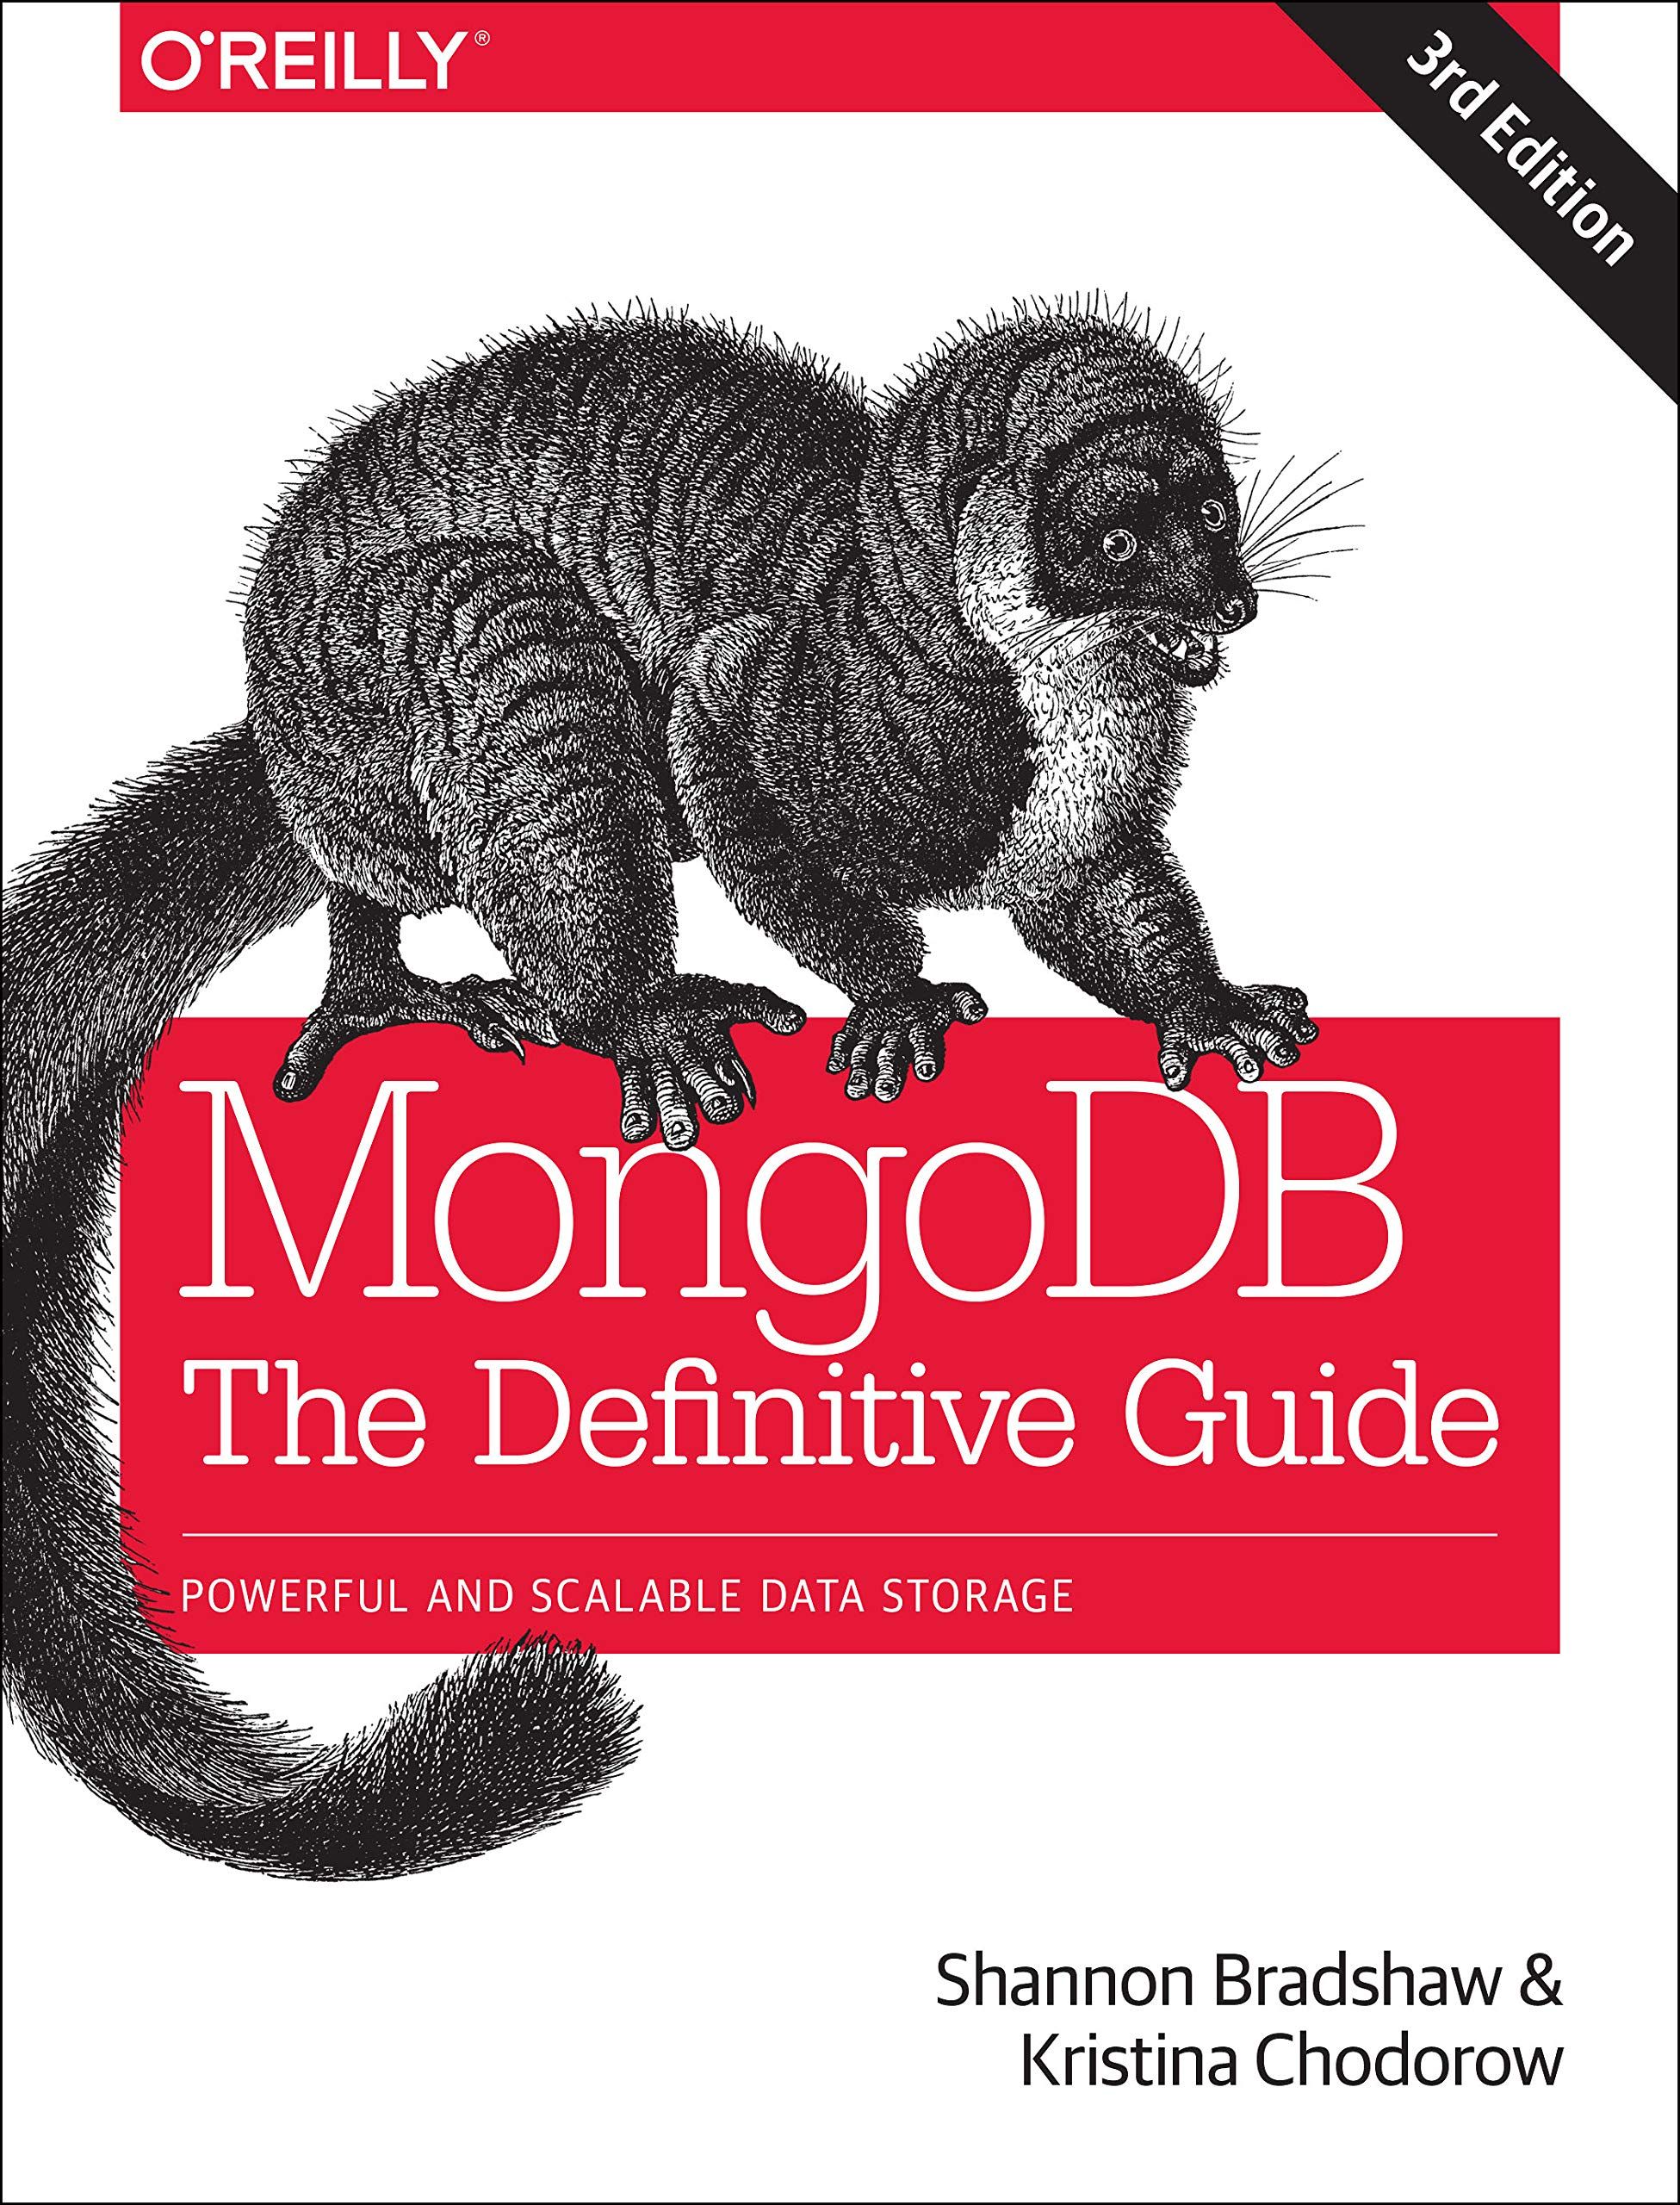 O'REILLY®
3rd Edition
MongoDB
The Definitive Guide
POWERFUL AND SCALABLE DATA STORAGE
Shannon Bradshaw &
Kristina Chodorow